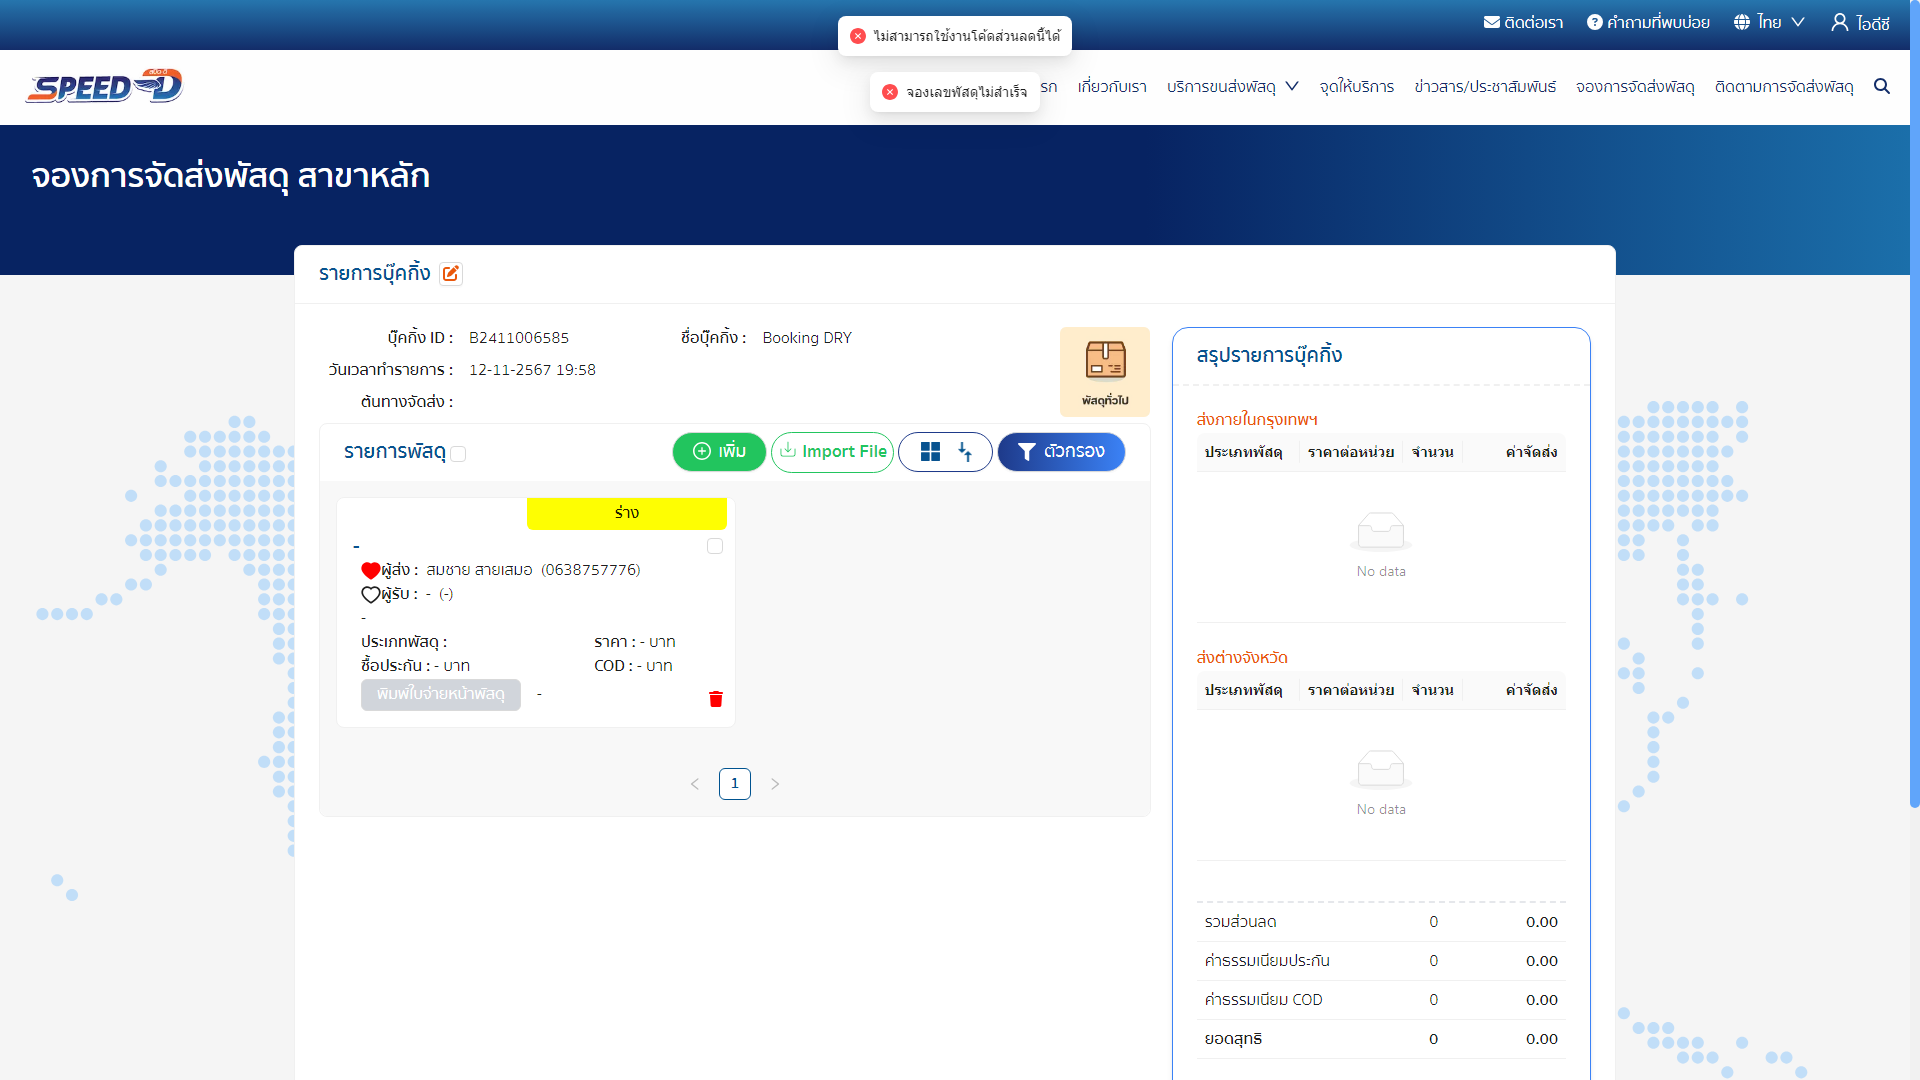 ติดต่อเรา
คำถามที่พบบ่อย
ไทย
ไอดีซี
ไม่สามารถใช้งานโค้ดส่วนลดนี้ได้
จองเลขพัสดุไม่สำเร็จ
SPEED-D
รก
เกี่ยวกับเรา
บริการขนส่งพัสดุ
จุดให้บริการ
ข่าวสาร/ประชาสัมพันธ์
จองการจัดส่งพัสดุ
ติดตามการจัดส่งพัสดุ
จองการจัดส่งพัสดุ สาขาหลัก
รายการบุ๊คกิ้ง
บุ๊คกิ้ง ID : B2411006585
ชื่อบุ๊คกิ้ง : Booking DRY
วันเวลาทำรายการ : 12-11-2567 19:58
ต้นทางจัดส่ง :
พัสดุทั่วไป
รายการพัสดุ
เพิ่ม
Import File
ตัวกรอง
ร่าง
-
ผู้ส่ง : สมชาย สายเสมอ (0638757776)
ผู้รับ : - (-)
-
ประเภทพัสดุ :
ราคา : - บาท
ซื้อประกัน : - บาท
COD : - บาท
พิมพ์ใบจ่ายหน้าพัสดุ
-
1
สรุปรายการบุ๊คกิ้ง
ส่งภายในกรุงเทพฯ
ประเภทพัสดุ ราคาต่อหน่วย จำนวน ค่าจัดส่ง
No data
ส่งต่างจังหวัด
ประเภทพัสดุ ราคาต่อหน่วย จำนวน ค่าจัดส่ง
No data
รวมส่วนลด 0 0.00
ค่าธรรมเนียมประกัน 0 0.00
ค่าธรรมเนียม COD 0 0.00
ยอดสุทธิ 0 0.00